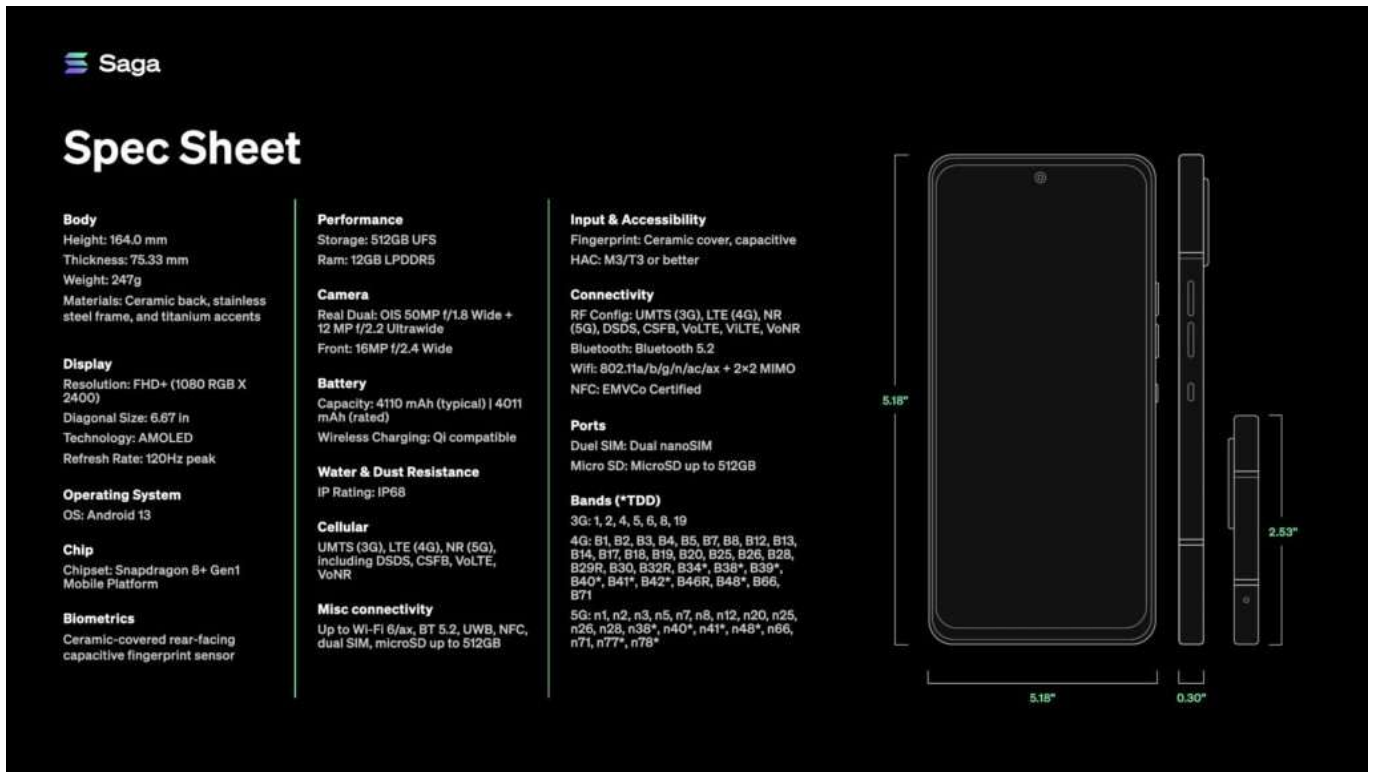 Saga
Spec Sheet
Body
Height: 164.0 mm
Thickness: 75.33 mm
Weight: 247g
Materials: Ceramic back, stainless
steel frame, and titanium accents
Display
Resolution: FHD+ (1080 RGB X
2400)
Diagonal Size: 6.67 in
Technology: AMOLED
Refresh Rate: 120Hz peak
Operating System
OS: Android 13
Chip
Chipset: Snapdragon 8+ Gen1
Mobile Platform
Biometrics
Ceramic-covered rear-facing
capacitive fingerprint sensor
Performance
Storage: 512GB UFS
Ram: 12GB LPDDR5
Camera
Real Dual: OIS 50MP f/1.8 Wide +
12 MP f/2.2 Ultrawide
Front: 16MP f/2.4 Wide
Battery
Capacity: 4110 mAh (typical) | 4011
mAh (rated)
Wireless Charging: Qi compatible
Water & Dust Resistance
IP Rating: IP68
Cellular
UMTS (3G), LTE (4G), NR (5G),
including DSDS, CSFB, VoLTE,
VoNR
Misc connectivity
Up to Wi-Fi 6/ax, BT 5.2, UWB, NFC,
dual SIM, microSD up to 512GB
Input & Accessibility
Fingerprint: Ceramic cover, capacitive
HAC: M3/T3 or better
Connectivity
RF Config: UMTS (3G), LTE (4G), NR
(5G), DSDS, CSFB, VoLTE, ViLTE, VoNR
Bluetooth: Bluetooth 5.2
Wifi: 802.11a/b/g/n/ac/ax + 2×2 MIMO
NFC: EMVCo Certified
Ports
Duel SIM: Dual nanoSIM
Micro SD: MicroSD up to 512GB
Bands (*TDD)
3G: 1, 2, 4, 5, 6, 8, 19
4G: B1, B2, B3, B4, B5, B7, B8, B12, B13,
B14, B17, B18, B19, B20, B25, B26, B28,
B29R, B30, B32R, B34*, B38*, B39*,
B40*, B41*, B42*, B46R, B48*, B66,
B71
5G: n1, n2, n3, n5, n7, n8, n12, n20, n25,
n26, n28, n38*, n40*, n41*, n48*, n66,
n71, n77*, n78*
5.18"
5.18"
0.30"
2.53"